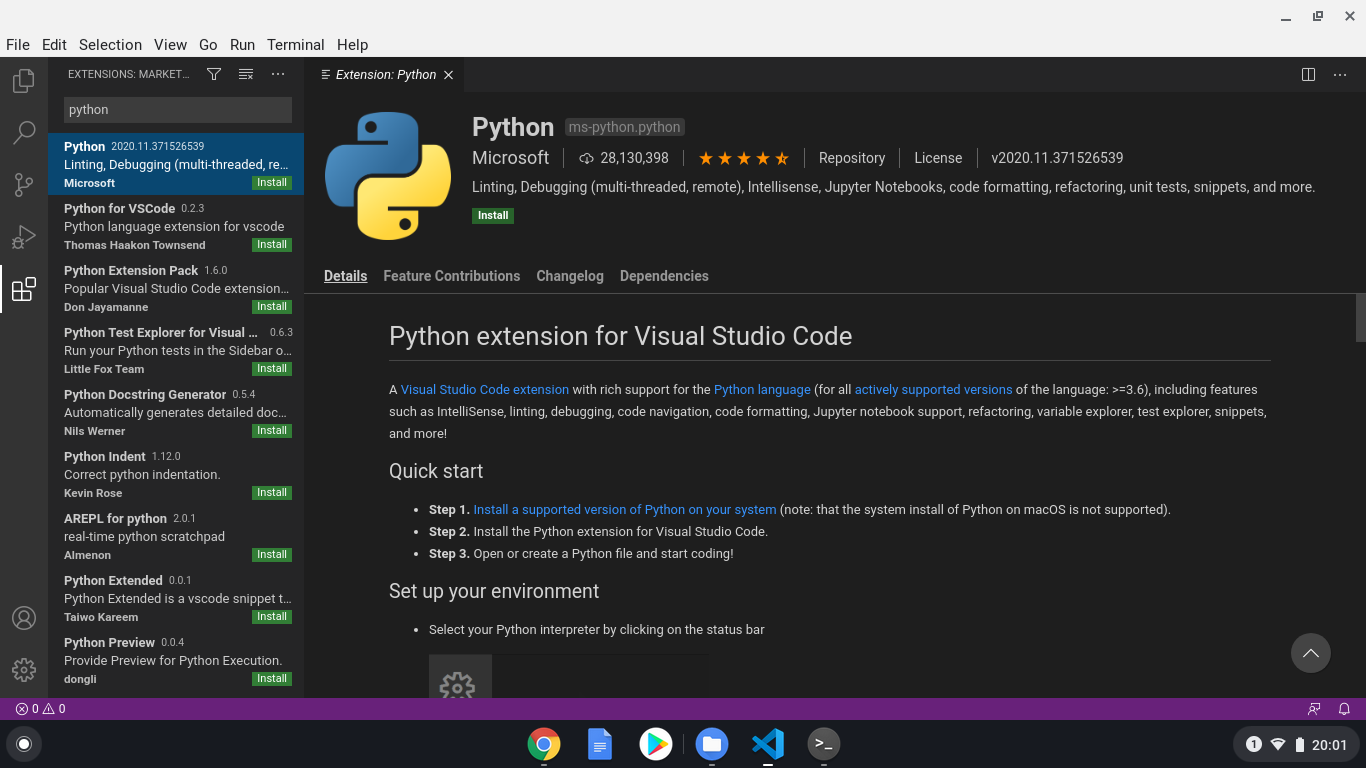 File Edit Selection View Go Run Terminal Help
EXTENSIONS: MARKET...
python
Python 2020.11.371526539
Linting, Debugging (multi-threaded, re...
Microsoft Install
Python for VSCode 0.2.3
Python language extension for vscode
Thomas Haakon Townsend Install
Python Extension Pack 1.6.0
Popular Visual Studio Code extension...
Don Jayamanne Install
Python Test Explorer for Visual ... 0.6.3
Run your Python tests in the Sidebar o...
Little Fox Team Install
Python Docstring Generator 0.5.4
Automatically generates detailed doc...
Nils Werner Install
Python Indent 1.12.0
Correct python indentation.
Kevin Rose Install
AREPL for python 2.0.1
real-time python scratchpad
Almenon Install
Python Extended 0.0.1
Python Extended is a vscode snippet t...
Taiwo Kareem Install
Python Preview 0.0.4
Provide Preview for Python Execution.
dongli Install
Extension: Python
Python ms-python.python
Microsoft 28,130,398 Repository License v2020.11.371526539
Linting, Debugging (multi-threaded, remote), Intellisense, Jupyter Notebooks, code formatting, refactoring, unit tests, snippets, and more.
Install
Details Feature Contributions Changelog Dependencies
Python extension for Visual Studio Code
A Visual Studio Code extension with rich support for the Python language (for all actively supported versions of the language: >=3.6), including features
such as IntelliSense, linting, debugging, code navigation, code formatting, Jupyter notebook support, refactoring, variable explorer, test explorer, snippets,
and more!
Quick start
• Step 1. Install a supported version of Python on your system (note: that the system install of Python on macOS is not supported).
• Step 2. Install the Python extension for Visual Studio Code.
• Step 3. Open or create a Python file and start coding!
Set up your environment
• Select your Python interpreter by clicking on the status bar
0 0
>_
1 20:01